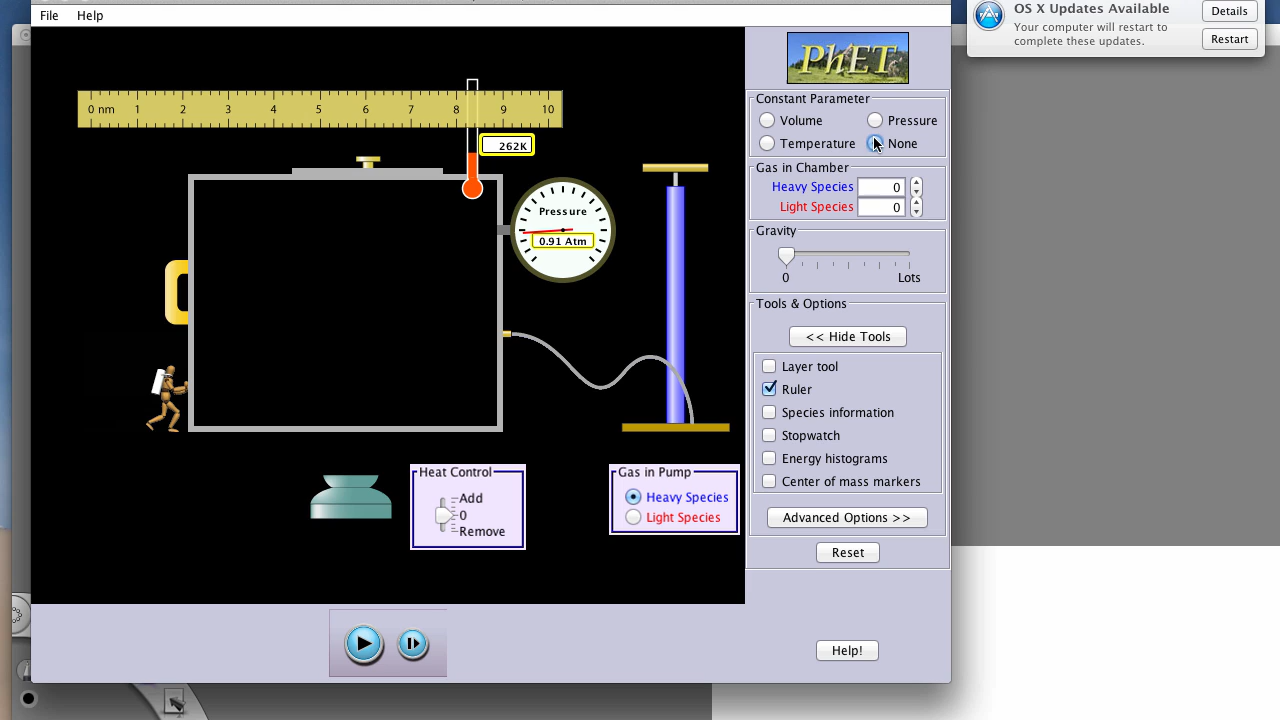 OS X Updates Available
Details
Your computer will restart to
complete these updates.
Restart
File Help
PhET
Constant Parameter
Volume Pressure
Temperature None
Gas in Chamber
Heavy Species 0
Light Species 0
Gravity
0 Lots
Tools & Options
<< Hide Tools
Layer tool
Ruler
Species information
Stopwatch
Energy histograms
Center of mass markers
Advanced Options >>
Reset
Help!
0 nm 1 2 3 4 5 6 7 8 9 10
262K
Pressure
0.91 Atm
Heat Control
Add
0
Remove
Gas in Pump
Heavy Species
Light Species